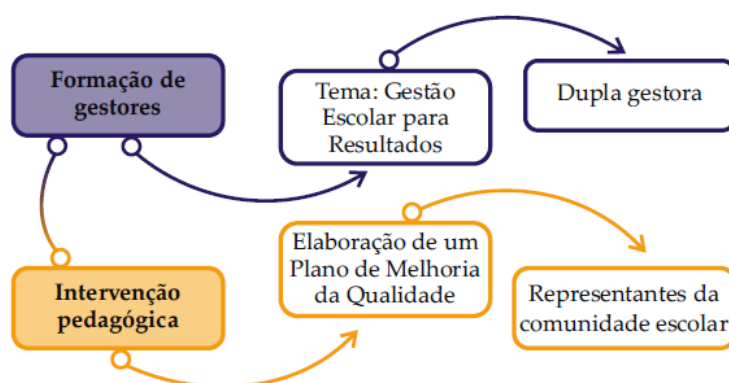 Formação de
gestores
Tema: Gestão
Escolar para
Resultados
Dupla gestora
Intervenção
pedagógica
Elaboração de um
Plano de Melhoria
da Qualidade
Representantes da
comunidade escolar